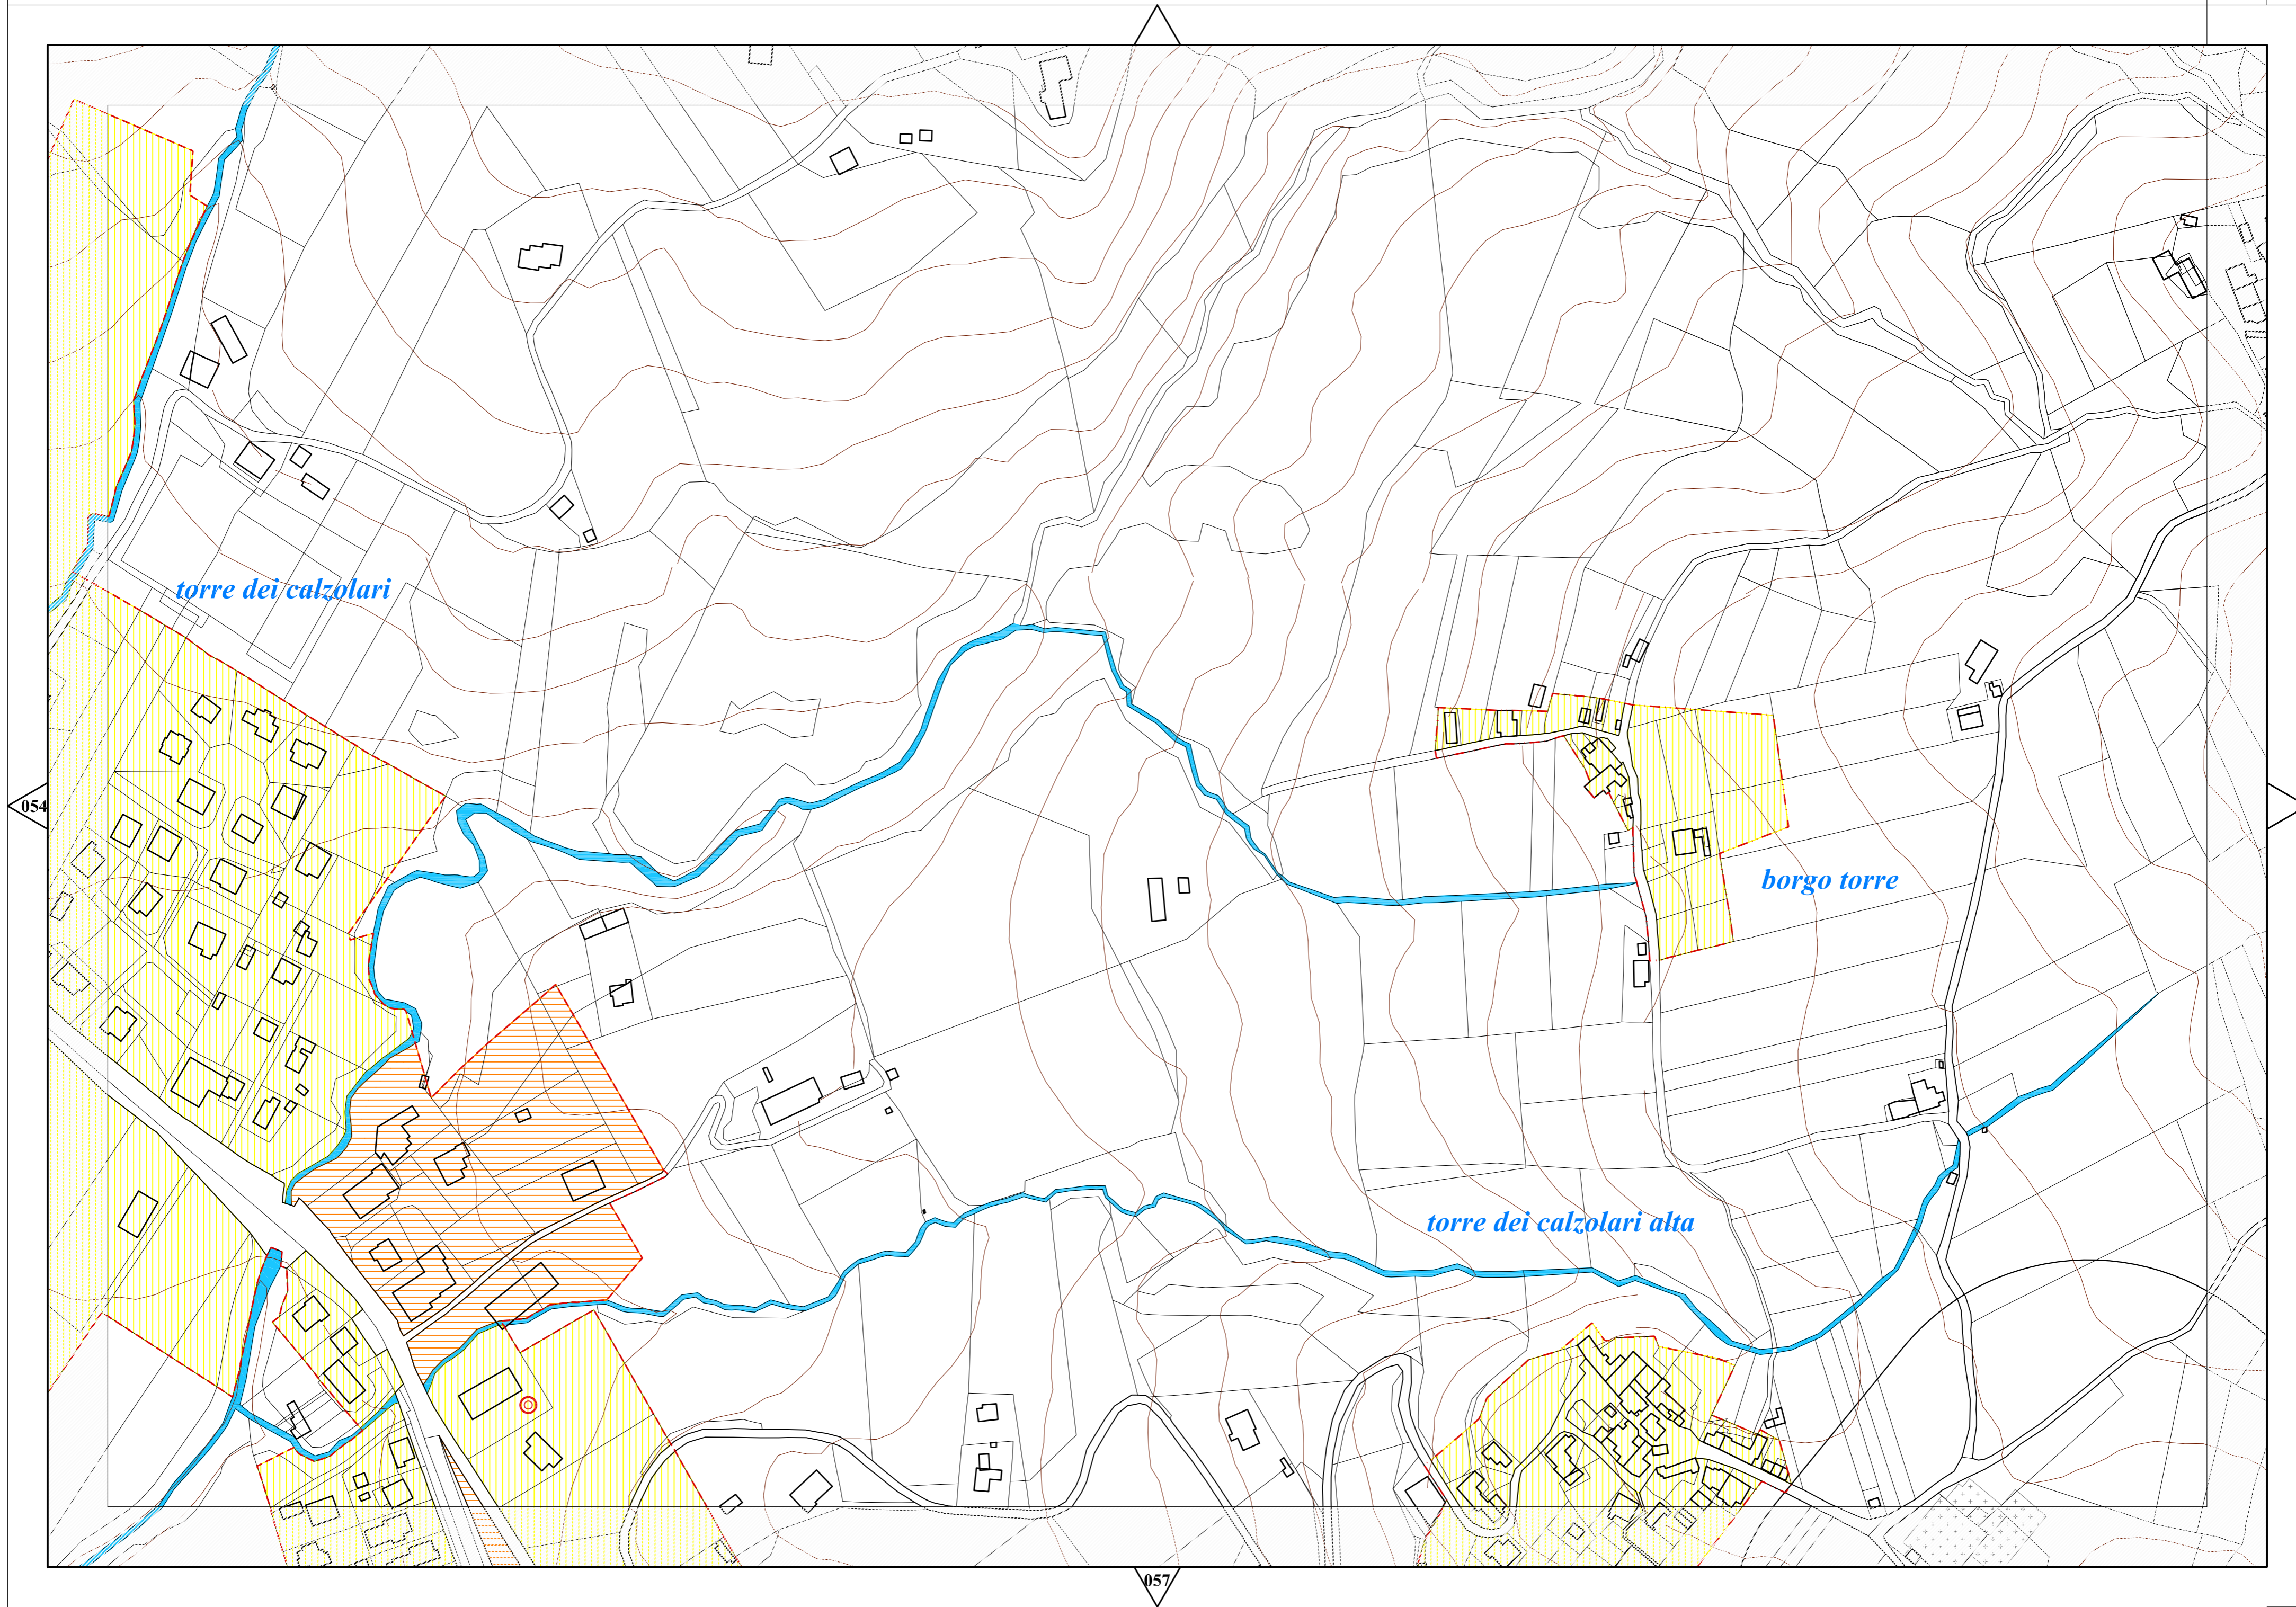 torre dei calzolari
054
borgo torre
torre dei calzolari alta
057